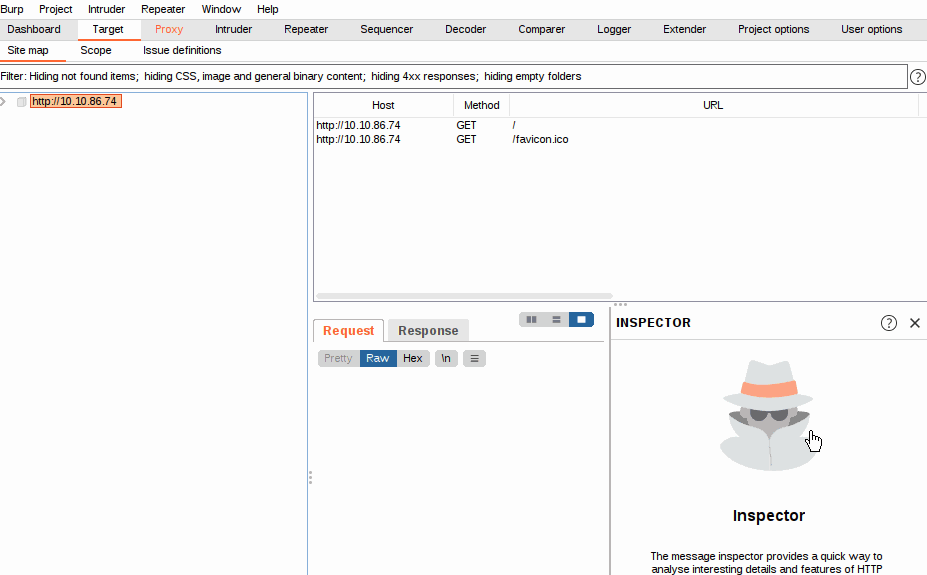 Burp Project Intruder Repeater Window Help
Dashboard Target Proxy Intruder Repeater Sequencer Decoder Comparer Logger Extender Project options User options
Site map Scope Issue definitions
Filter: Hiding not found items; hiding CSS, image and general binary content; hiding 4xx responses; hiding empty folders ?
http://10.10.86.74
Host Method URL
http://10.10.86.74 GET /
http://10.10.86.74 GET /favicon.ico
Request Response
Pretty Raw Hex \n
INSPECTOR ?
Inspector
The message inspector provides a quick way to
analyse interesting details and features of HTTP